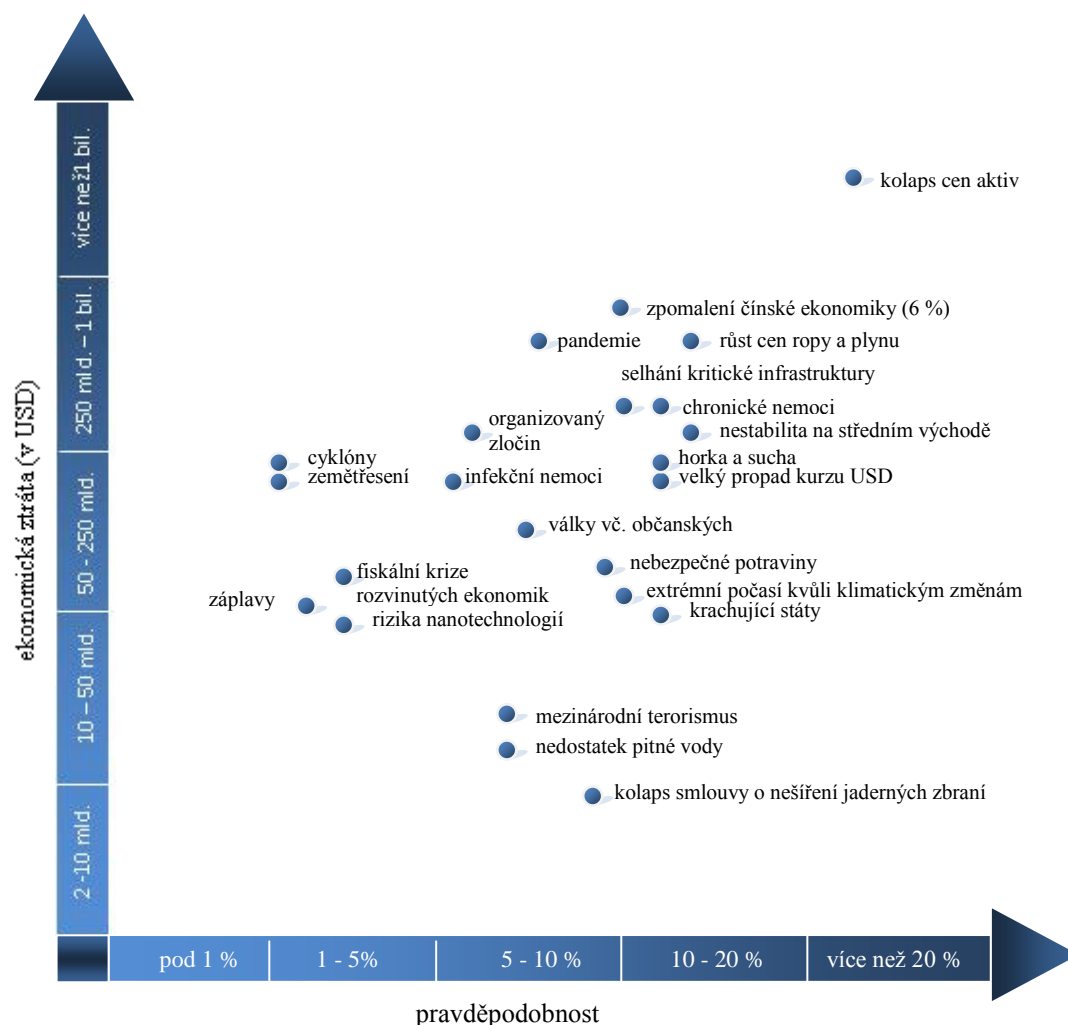 více než1 bil.
kolaps cen aktiv
250 mld. – 1 bil.
zpomalení čínské ekonomiky (6 %)
pandemie
růst cen ropy a plynu
selhání kritické infrastruktury
chronické nemoci
organizovaný
zločin
nestabilita na středním východě
ekonomická ztráta (v USD)
50 - 250 mld.
cyklóny
horka a sucha
zemětřesení
infekční nemoci
velký propad kurzu USD
války vč. občanských
nebezpečné potraviny
fiskální krize
rozvinutých ekonomik
extrémní počasí kvůli klimatickým změnám
záplavy
rizika nanotechnologií
krachující státy
10 – 50 mld.
mezinárodní terorismus
nedostatek pitné vody
2 -10 mld.
kolaps smlouvy o nešíření jaderných zbraní
pod 1 %
1 - 5%
5 - 10 %
10 - 20 %
více než 20 %
pravděpodobnost